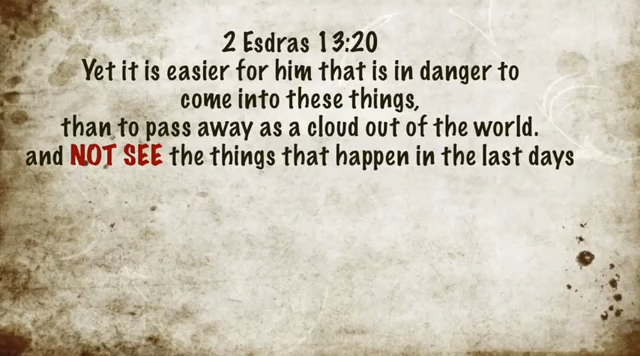 2 Esdras 13:20
Yet it is easier for him that is in danger to
come into these things,
than to pass away as a cloud out of the world.
and NOT SEE the things that happen in the last days